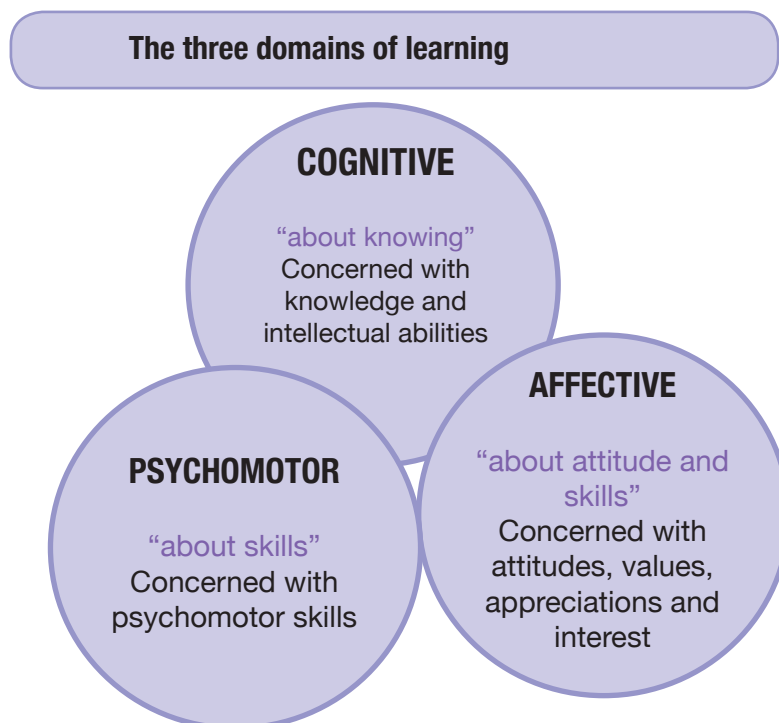 The three domains of learning
COGNITIVE
“about knowing”
Concerned with
knowledge and
intellectual abilities
PSYCHOMOTOR
“about skills”
Concerned with
psychomotor skills
AFFECTIVE
“about attitude and
skills”
Concerned with
attitudes, values,
appreciations and
interest